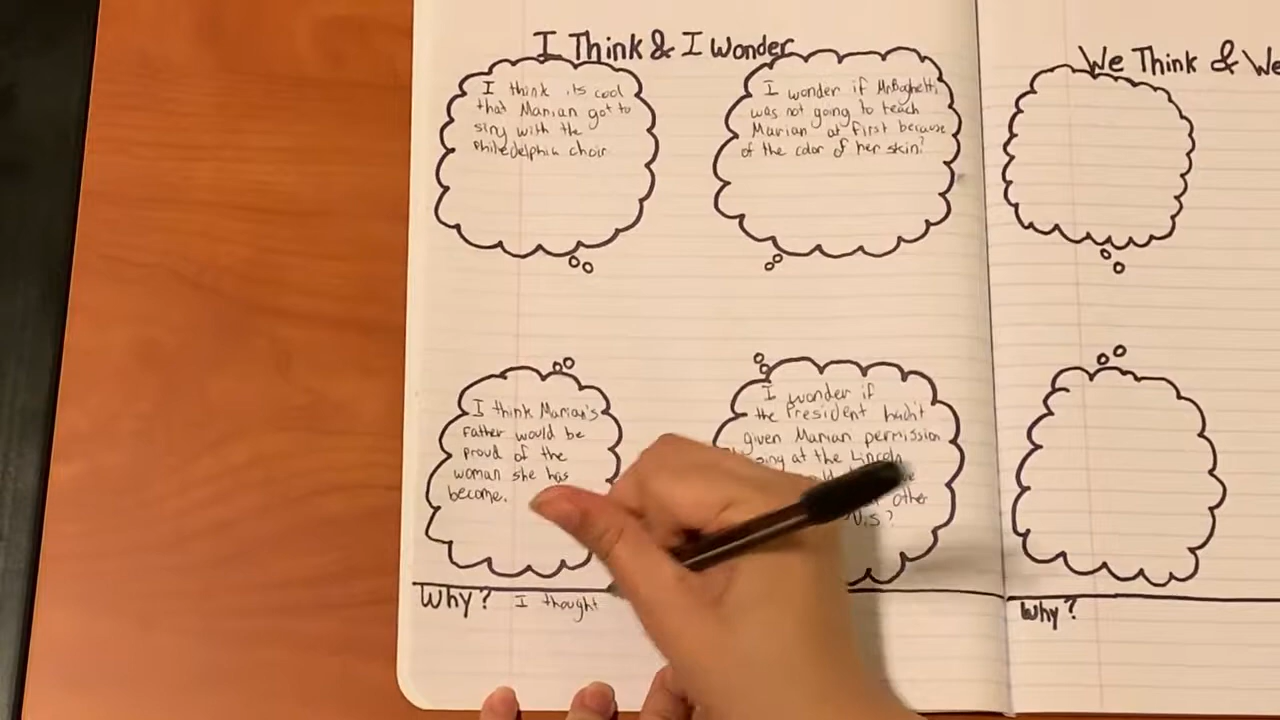 I Think & I Wonder
I think its cool
that Marian got to
sing with the
Philedelphia choir
I wonder if Mr.Boghetti
was not going to teach
Marian at first because
of the color of her skin?
I think Marian's
Father would be
proud of the
woman she has
become.
I wonder if
the President hadn't
given Marian permission
sing at the Lincoln
other
Why? I thought
We Think & We
Why?